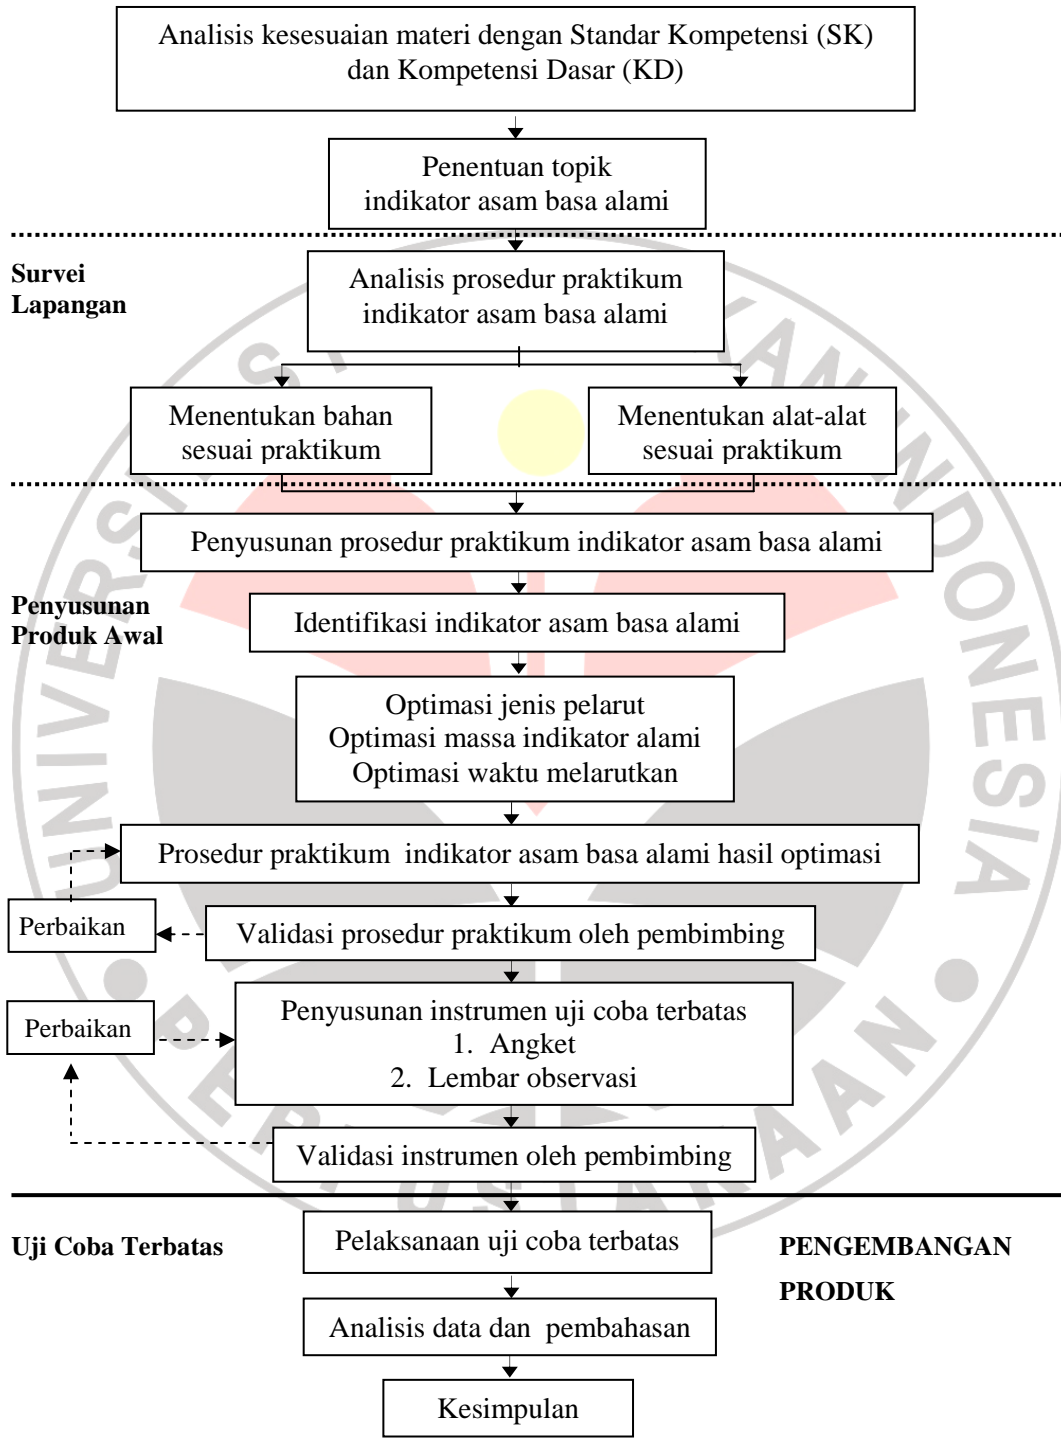 Analisis kesesuaian materi dengan Standar Kompetensi (SK)
dan Kompetensi Dasar (KD)
Penentuan topik
indikator asam basa alami
Survei
Lapangan
Analisis prosedur praktikum
indikator asam basa alami
Menentukan bahan
sesuai praktikum
Menentukan alat-alat
sesuai praktikum
Penyusunan prosedur praktikum indikator asam basa alami
Penyusunan
Produk Awal
Identifikasi indikator asam basa alami
Optimasi jenis pelarut
Optimasi massa indikator alami
Optimasi waktu melarutkan
Prosedur praktikum  indikator asam basa alami hasil optimasi
Perbaikan
Validasi prosedur praktikum oleh pembimbing
Perbaikan
Penyusunan instrumen uji coba terbatas
1. Angket
2. Lembar observasi
Validasi instrumen oleh pembimbing
Uji Coba Terbatas
Pelaksanaan uji coba terbatas
PENGEMBANGAN
PRODUK
Analisis data dan  pembahasan
Kesimpulan
INDONESIA
PERPUSTAKAAN